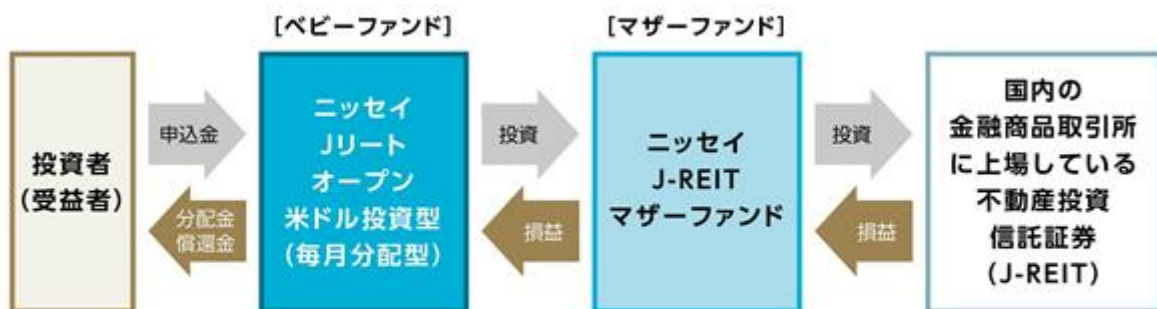 [ベビーファンド]
[マザーファンド]
投資者
(受益者)
申込金
分配金
償還金
ニッセイ
Jリート
オープン
米ドル投資型
(毎月分配型)
投資
損益
ニッセイ
J-REIT
マザーファンド
投資
損益
国内の
金融商品取引所
に上場している
不動産投資
信託証券
(J-REIT)